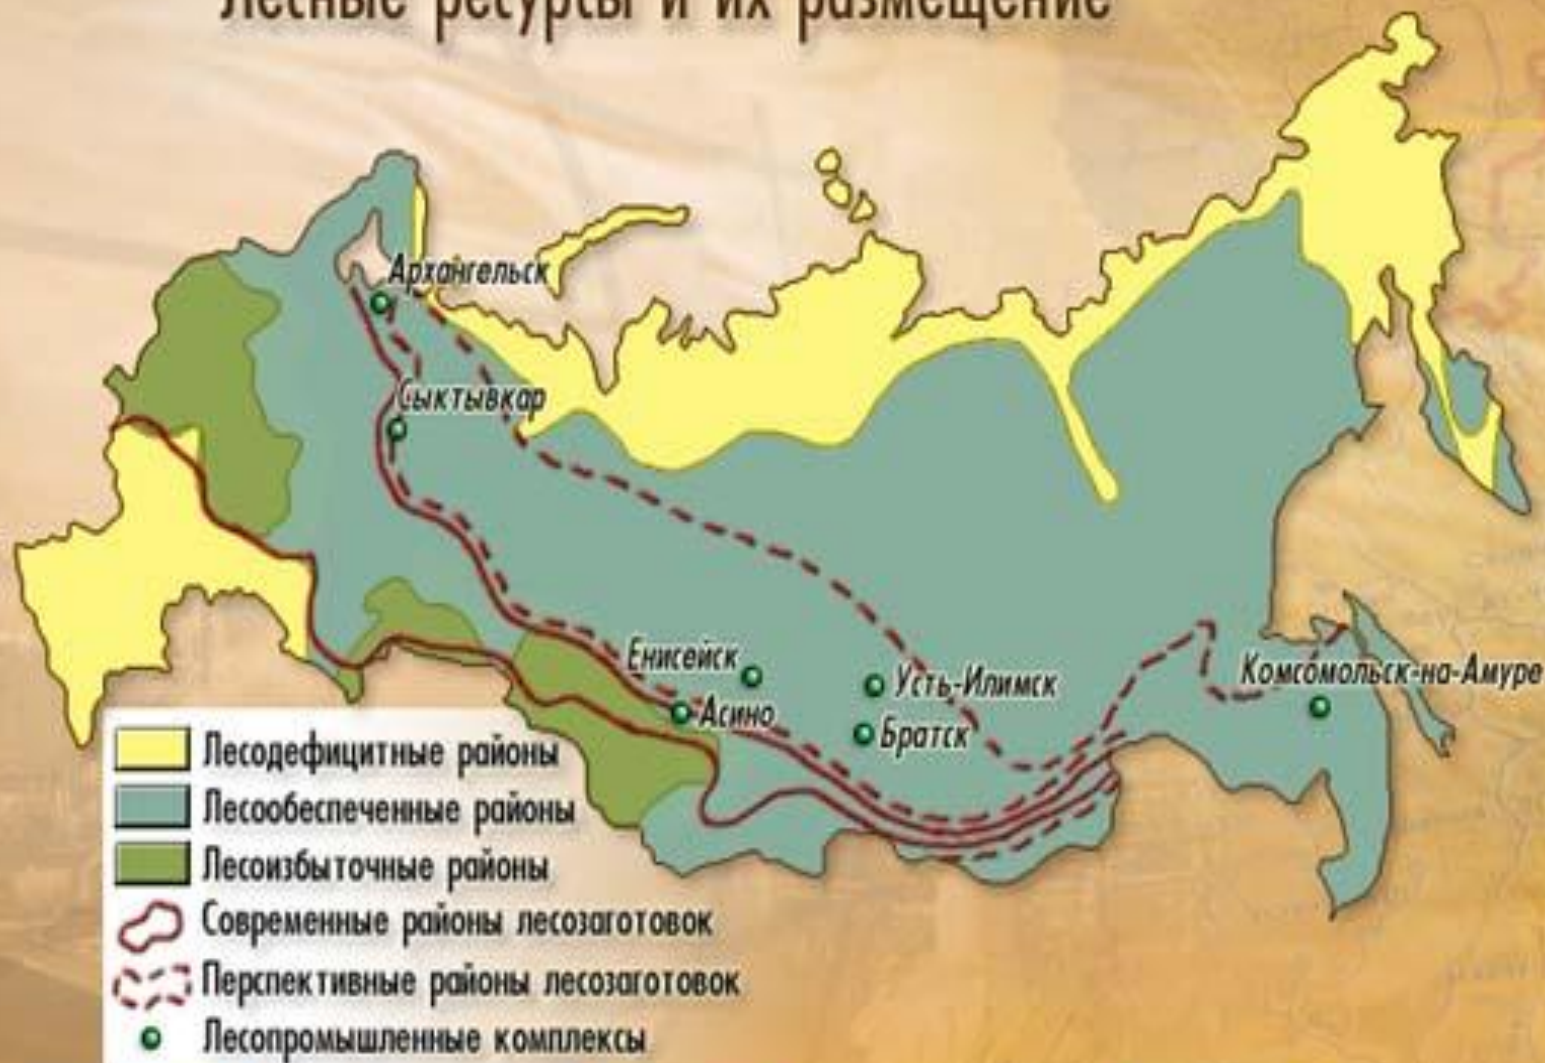 Лесные ресурсы и их размещение
Архангельск
Сыктывкар
Енисейск
Усть-Илимск
Комсомольск-на-Амуре
Асино
Братск
Лесодефицитные районы
Лесообеспеченные районы
Лесоизбыточные районы
Современные районы лесозаготовок
Перспективные районы лесозаготовок
Лесопромышленные комплексы